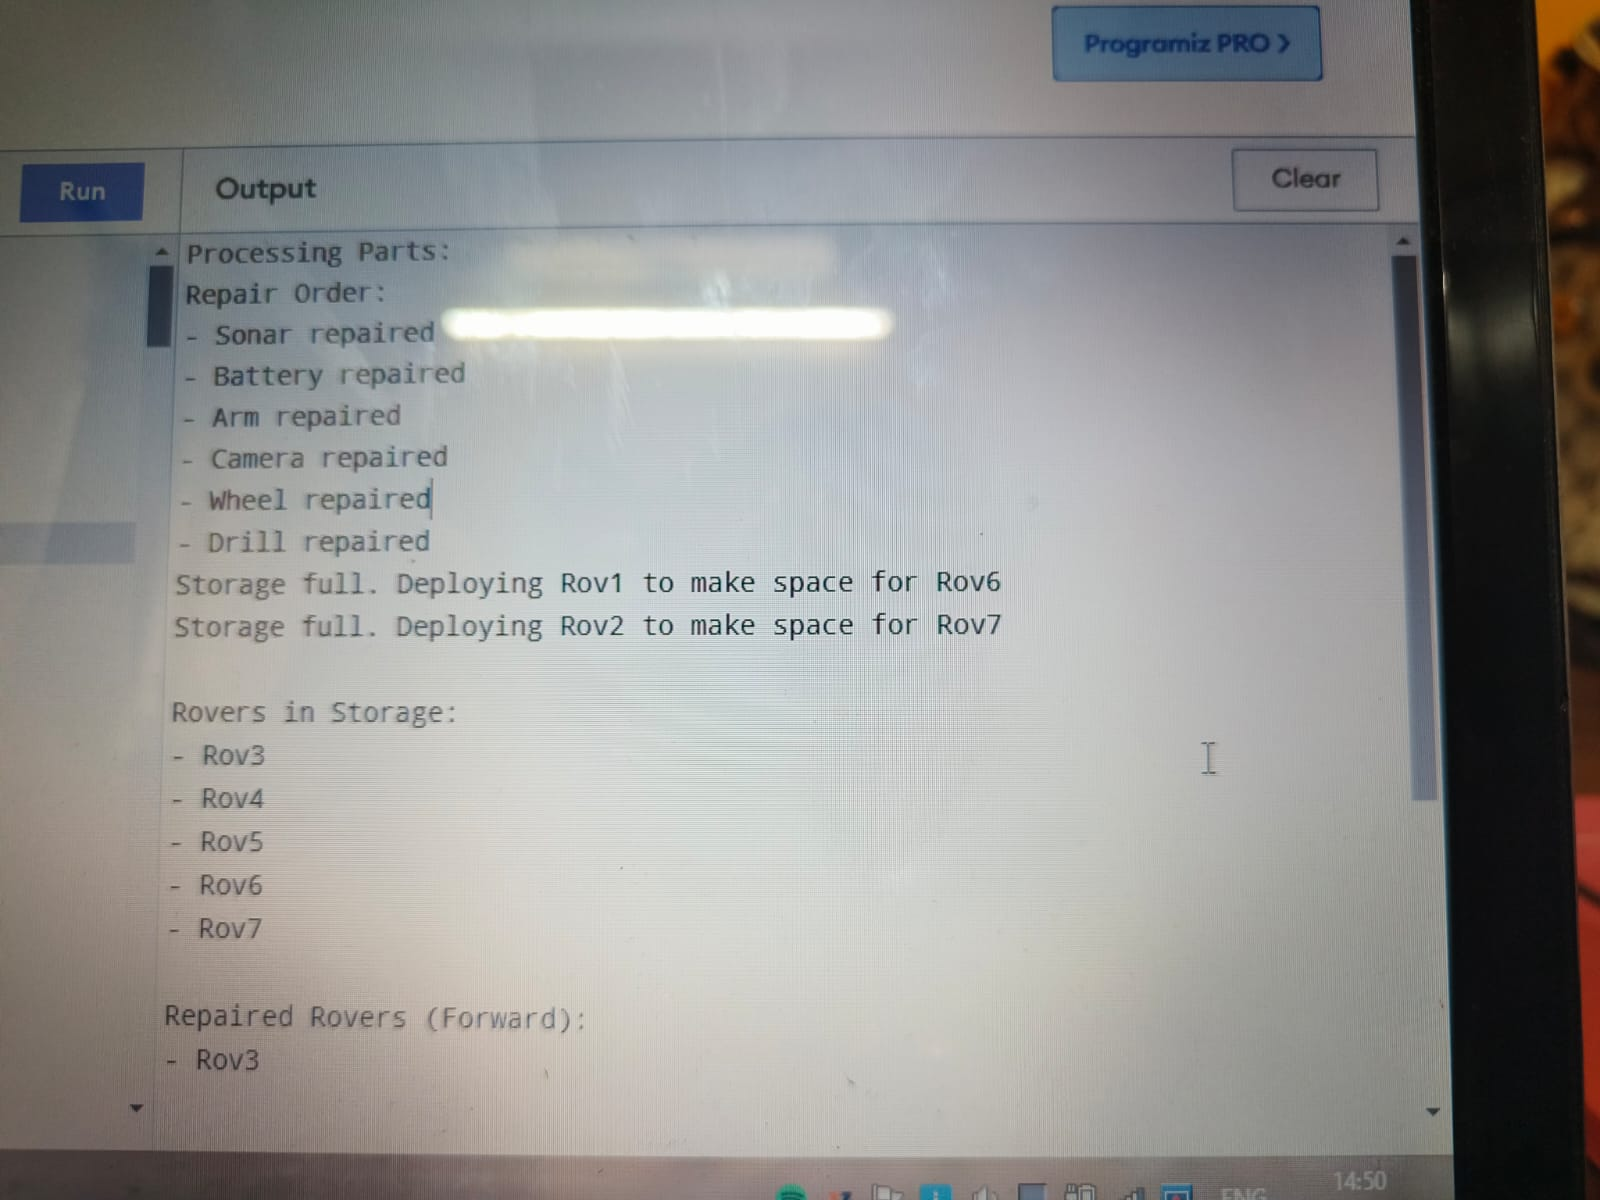 Programiz PRO >
Run
Output
Clear
Processing Parts:
Repair Order:
- Sonar repaired
- Battery repaired
- Arm repaired
- Camera repaired
- Wheel repaired
- Drill repaired
Storage full. Deploying Rov1 to make space for Rov6
Storage full. Deploying Rov2 to make space for Rov7
Rovers in Storage:
- Rov3
- Rov4
- Rov5
- Rov6
- Rov7
Repaired Rovers (Forward):
- Rov3
ENG
14:50